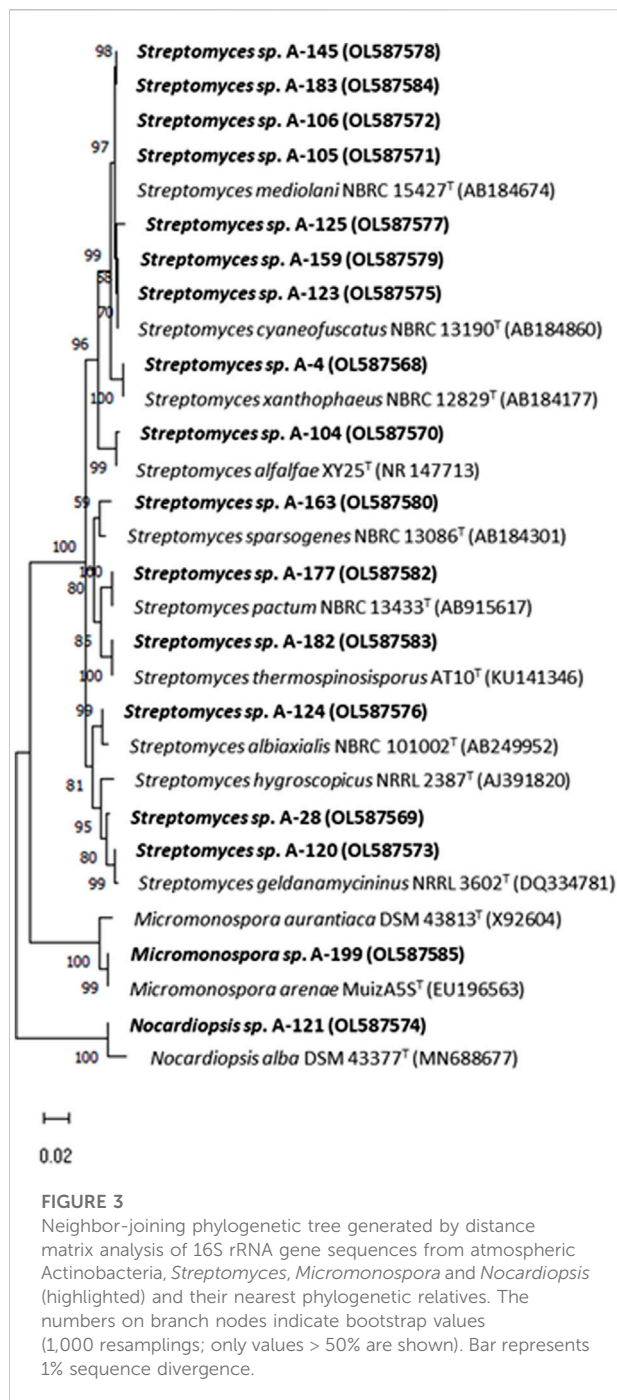 98
Streptomyces sp. A-145 (OL587578)
Streptomyces sp. A-183 (OL587584)
Streptomyces sp. A-106 (OL587572)
97
Streptomyces sp. A-105 (OL587571)
Streptomyces mediolani NBRC 15427ᵀ (AB184674)
Streptomyces sp. A-125 (OL587577)
99
Streptomyces sp. A-159 (OL587579)
58
Streptomyces sp. A-123 (OL587575)
70
Streptomyces cyaneofuscatus NBRC 13190ᵀ (AB184860)
96
Streptomyces sp. A-4 (OL587568)
100
Streptomyces xanthophaeus NBRC 12829ᵀ (AB184177)
Streptomyces sp. A-104 (OL587570)
99
Streptomyces alfalfae XY25ᵀ (NR 147713)
59
Streptomyces sp. A-163 (OL587580)
Streptomyces sparsogenes NBRC 13086ᵀ (AB184301)
100
100
Streptomyces sp. A-177 (OL587582)
80
Streptomyces pactum NBRC 13433ᵀ (AB915617)
85
Streptomyces sp. A-182 (OL587583)
100
Streptomyces thermospinosisporus AT10ᵀ (KU141346)
99
Streptomyces sp. A-124 (OL587576)
Streptomyces albiaxialis NBRC 101002ᵀ (AB249952)
81
Streptomyces hygroscopicus NRRL 2387ᵀ (AJ391820)
95
Streptomyces sp. A-28 (OL587569)
80
Streptomyces sp. A-120 (OL587573)
99
Streptomyces geldanamycininus NRRL 3602ᵀ (DQ334781)
Micromonospora aurantiaca DSM 43813ᵀ (X92604)
100
Micromonospora sp. A-199 (OL587585)
99
Micromonospora arenae MuizA5Sᵀ (EU196563)
Nocardiopsis sp. A-121 (OL587574)
100
Nocardiopsis alba DSM 43377ᵀ (MN688677)
0.02
FIGURE 3
Neighbor-joining phylogenetic tree generated by distance
matrix analysis of 16S rRNA gene sequences from atmospheric
Actinobacteria, Streptomyces, Micromonospora and Nocardiopsis
(highlighted) and their nearest phylogenetic relatives. The
numbers on branch nodes indicate bootstrap values
(1,000 resamplings; only values > 50% are shown). Bar represents
1% sequence divergence.